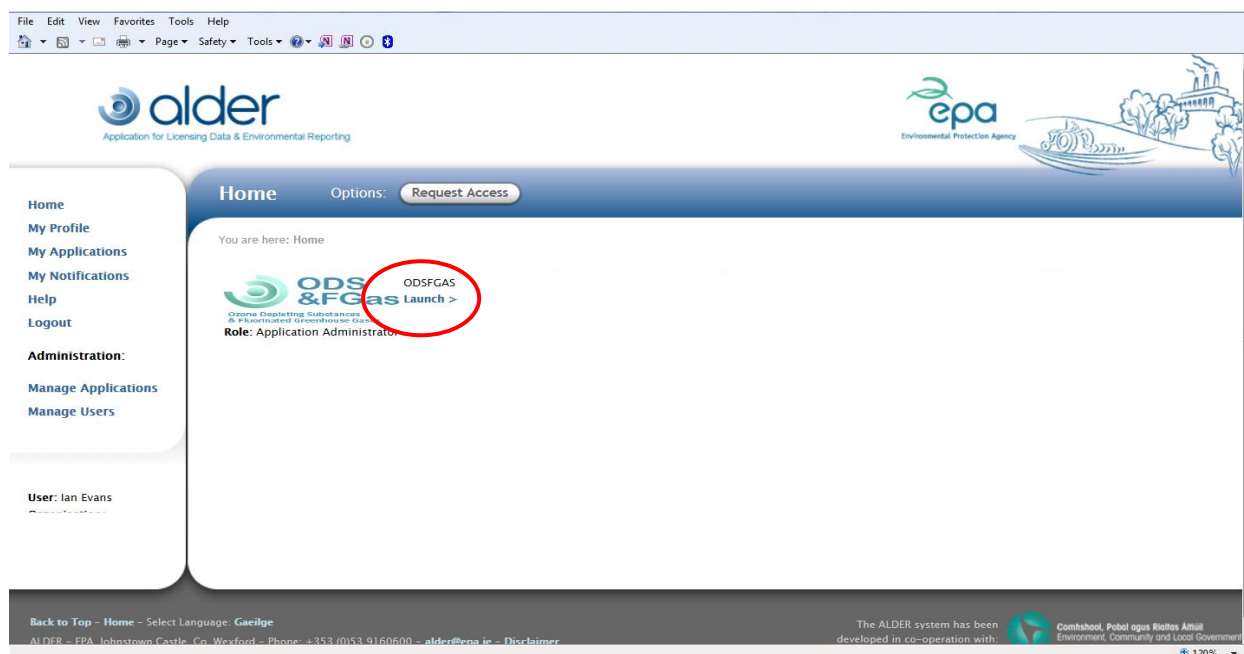 File Edit View Favorites Tools Help
Page Safety Tools
alder
Application for Licensing Data & Environmental Reporting
epa
Environmental Protection Agency
Home Options: Request Access
Home
My Profile
My Applications
My Notifications
Help
Logout
Administration:
Manage Applications
Manage Users
User: Ian Evans
You are here: Home
ODS
&FGas
Ozone Depleting Substances
& Fluorinated Greenhouse Gases
ODSFGAS
Launch >
Role: Application Administrator
Back to Top – Home – Select Language: Gaeilge
ALDER – EPA, Johnstown Castle, Co. Wexford – Phone: +353 (0)53 9160600 – alder@epa.ie – Disclaimer
The ALDER system has been
developed in co-operation with:
Comhshaol, Pobal agus Rialtas Áitiúil
Environment, Community and Local Government
120%